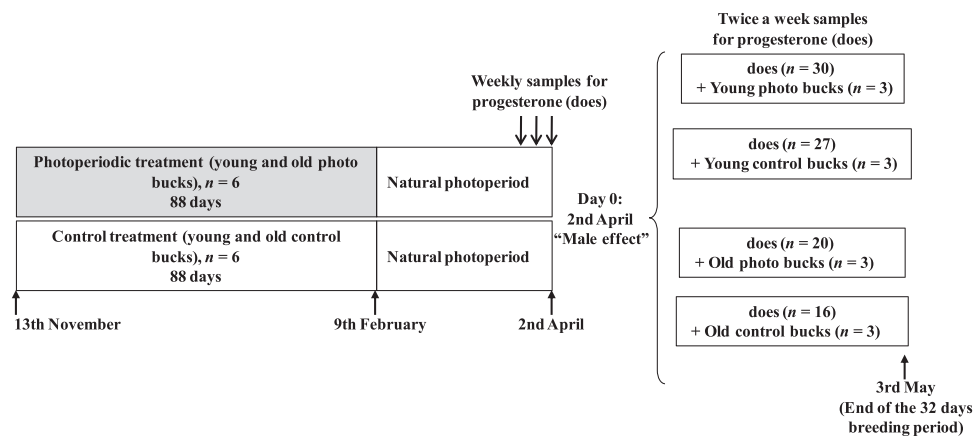 Weekly samples for
progesterone (does)
Photoperiodic treatment (young and old photo
bucks), n = 6
88 days
Natural photoperiod
Control treatment (young and old control
bucks), n = 6
88 days
Natural photoperiod
13th November
9th February
2nd April
Day 0:
2nd April
“Male effect”
Twice a week samples
for progesterone (does)
does (n = 30)
+ Young photo bucks (n = 3)
does (n = 27)
+ Young control bucks (n = 3)
does (n = 20)
+ Old photo bucks (n = 3)
does (n = 16)
+ Old control bucks (n = 3)
3rd May
(End of the 32 days
breeding period)